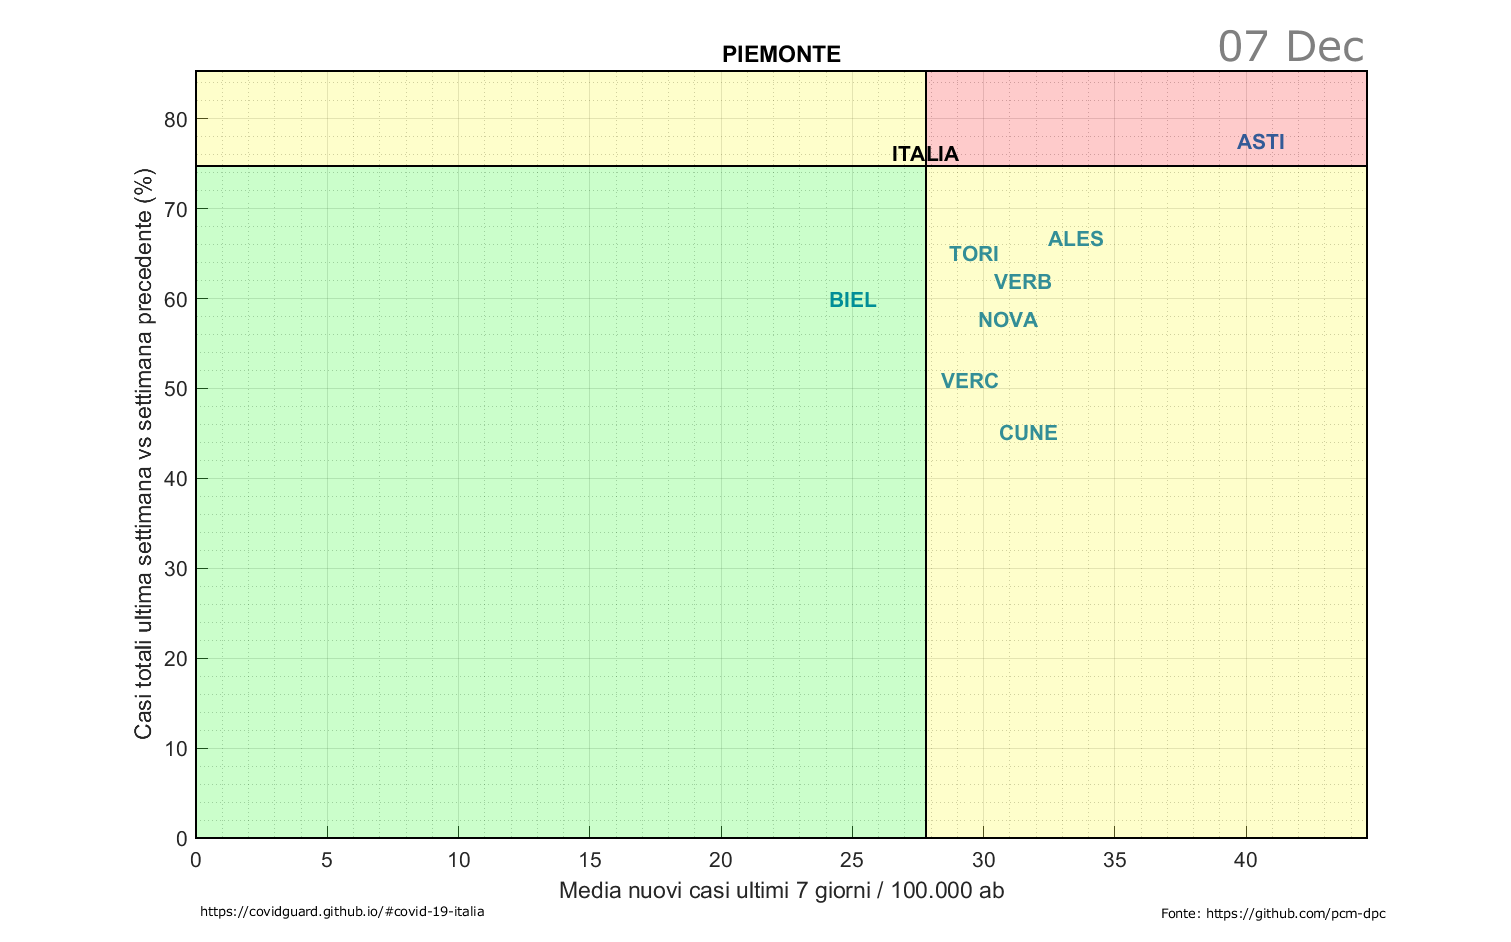 07 Dec
PIEMONTE
80
ASTI
ITALIA
70
ALES
TORI
VERB
60
BIEL
NOVA
50
VERC
CUNE
40
30
20
10
0
Casi totali ultima settimana vs settimana precedente (%)
0 5 10 15 20 25 30 35 40
Media nuovi casi ultimi 7 giorni / 100.000 ab
https://covidguard.github.io/#covid-19-italia
Fonte: https://github.com/pcm-dpc